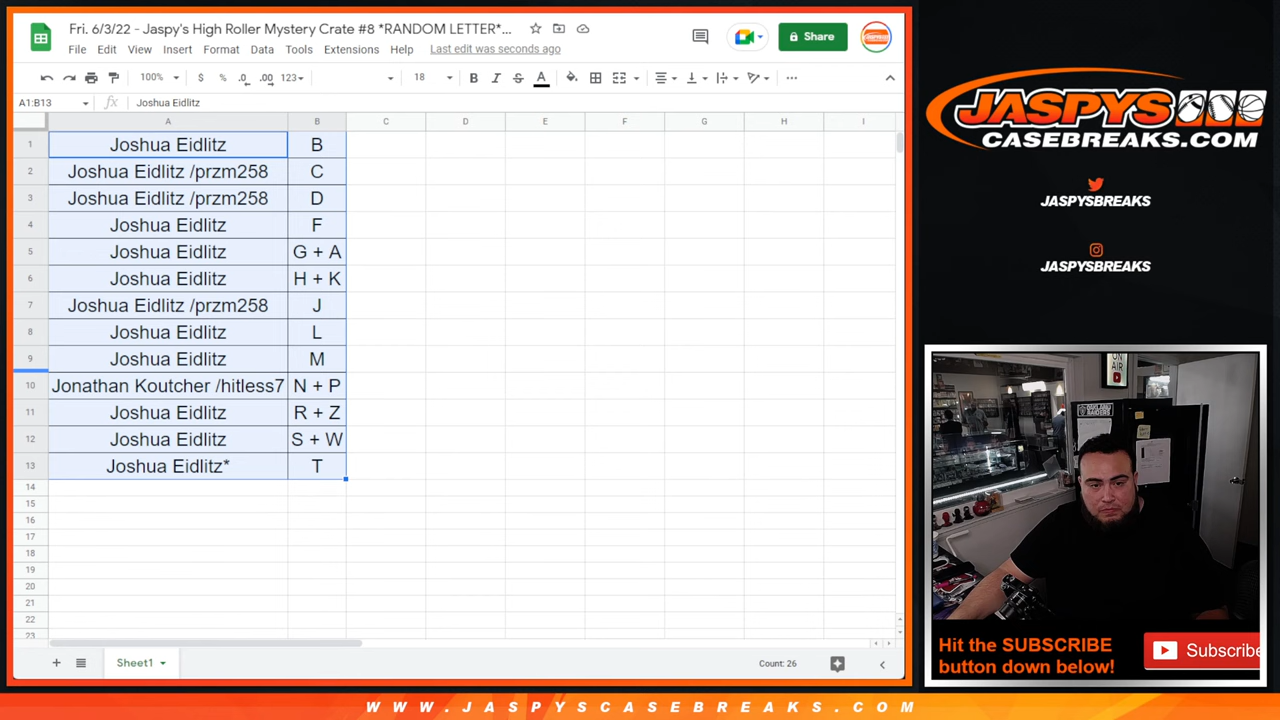 Fri. 6/3/22 - Jaspy's High Roller Mystery Crate #8 *RANDOM LETTER*...
File Edit View Insert Format Data Tools Extensions Help Last edit was seconds ago
Share
100% $ % .0 .00 123 18 B I S A
A1:B13 fx Joshua Eidlitz
A B C D E F G H I
1 Joshua Eidlitz B
2 Joshua Eidlitz /przm258 C
3 Joshua Eidlitz /przm258 D
4 Joshua Eidlitz F
5 Joshua Eidlitz G + A
6 Joshua Eidlitz H + K
7 Joshua Eidlitz /przm258 J
8 Joshua Eidlitz L
9 Joshua Eidlitz M
10 Jonathan Koutcher /hitless7 N + P
11 Joshua Eidlitz R + Z
12 Joshua Eidlitz S + W
13 Joshua Eidlitz* T
14
15
16
17
18
19
20
21
22
23
Sheet1
Count: 26
JASPYS
CASEBREAKS.COM
JASPYSBREAKS
JASPYSBREAKS
ON AIR
OAKLAND RAIDERS
Hit the SUBSCRIBE
button down below!
Subscribe
WWW.JASPYSCASEBREAKS.COM